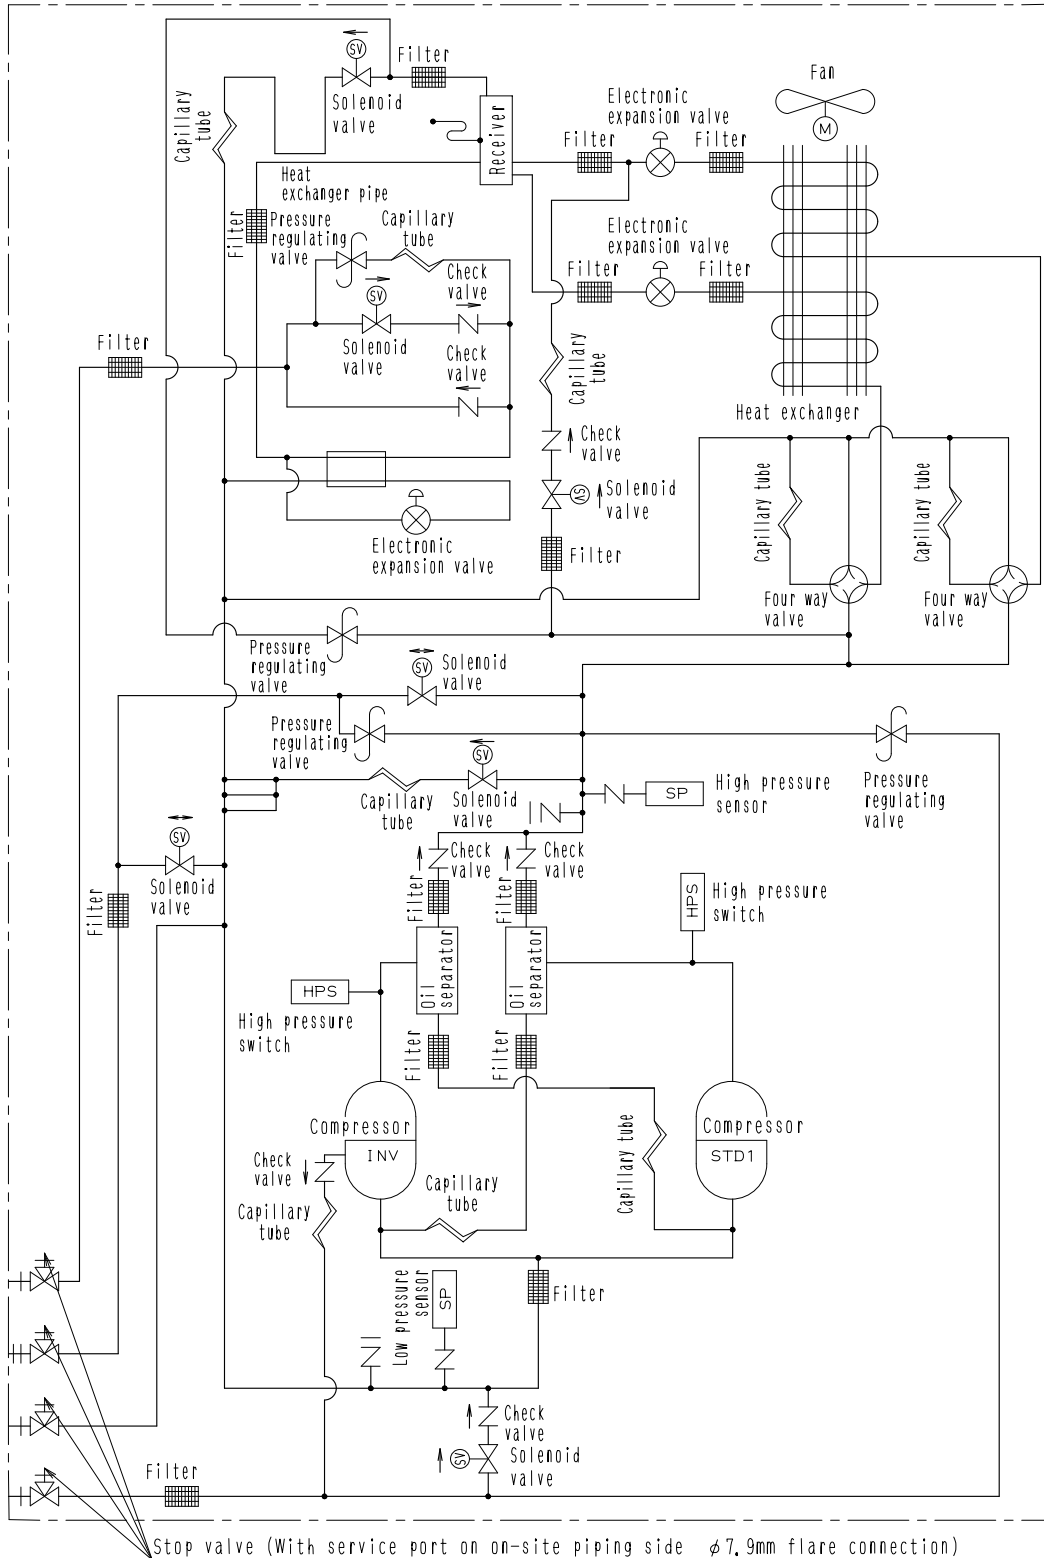 Fan
M
SV
Filter
Solenoid
valve
Capillary
tube
Receiver
Electronic
expansion valve
Filter
Filter
Heat
exchanger pipe
Filter
Pressure
regulating
valve
Capillary
tube
Electronic
expansion valve
Filter
Filter
Check
valve
SV
Solenoid
valve
Check
valve
Filter
Capillary
tube
Heat exchanger
Check
valve
SV
Solenoid
valve
Capillary tube
Capillary tube
Electronic
expansion valve
Filter
Four way
valve
Four way
valve
Pressure
regulating
valve
SV
Solenoid
valve
Pressure
regulating
valve
SV
Capillary
tube
Solenoid
valve
SP
High pressure
sensor
Pressure
regulating
valve
SV
Solenoid
valve
Filter
Check
valve
Check
valve
Filter
Filter
HPS
High pressure
switch
Oil
separator
Oil
separator
HPS
High pressure
switch
Filter
Filter
Compressor
INV
Compressor
STD1
Check
valve
Capillary
tube
Capillary
tube
Capillary tube
Low pressure
sensor
SP
Filter
Check
valve
SV
Solenoid
valve
Filter
Stop valve (With service port on on-site piping side φ7.9mm flare connection)